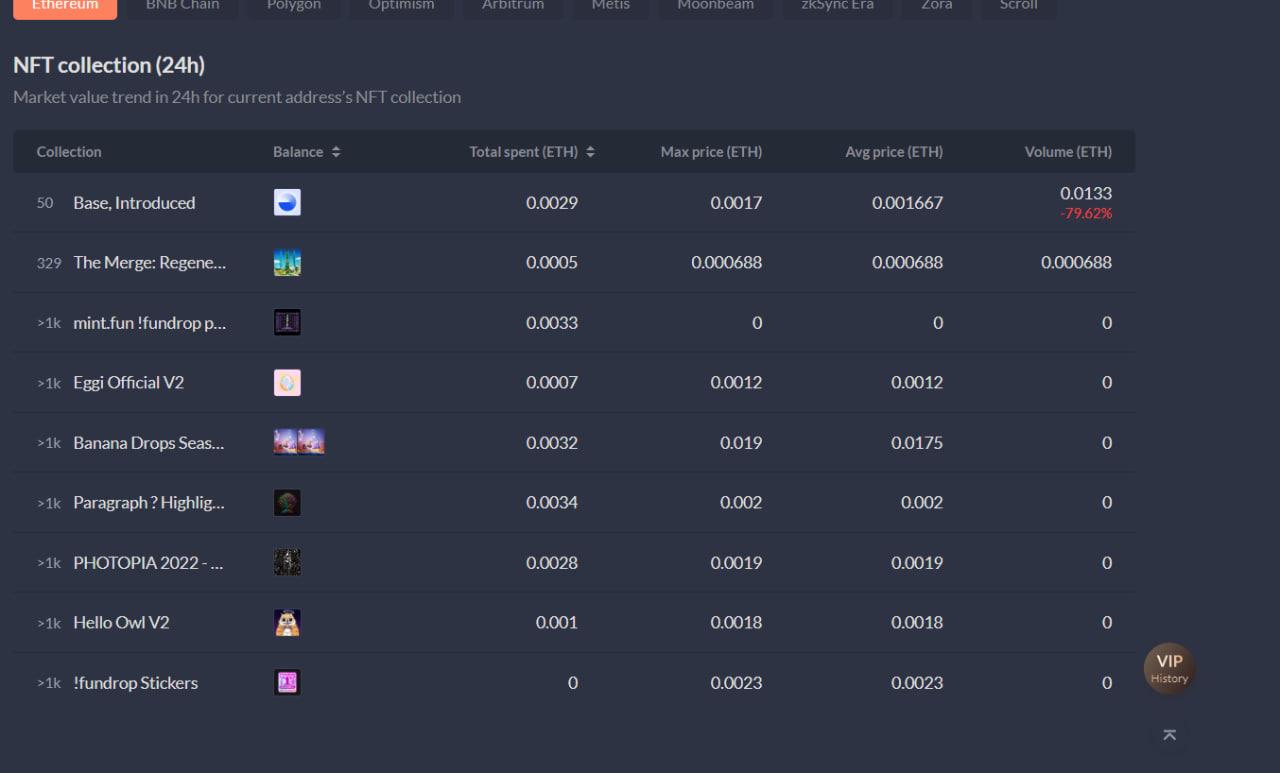 Ethereum BNB Chain Polygon Optimism Arbitrum Metis Moonbeam zkSync Era Zora Scroll
NFT collection (24h)
Market value trend in 24h for current address's NFT collection
Collection Balance Total spent (ETH) Max price (ETH) Avg price (ETH) Volume (ETH)
50 Base, Introduced 0.0029 0.0017 0.001667 0.0133
-79.62%
329 The Merge: Regene... 0.0005 0.000688 0.000688 0.000688
>1k mint.fun !fundrop p... 0.0033 0 0 0
>1k Eggi Official V2 0.0007 0.0012 0.0012 0
>1k Banana Drops Seas... 0.0032 0.019 0.0175 0
>1k Paragraph ? Highlig... 0.0034 0.002 0.002 0
>1k PHOTOPIA 2022 - ... 0.0028 0.0019 0.0019 0
>1k Hello Owl V2 0.001 0.0018 0.0018 0
>1k !fundrop Stickers 0 0.0023 0.0023 0
VIP
History